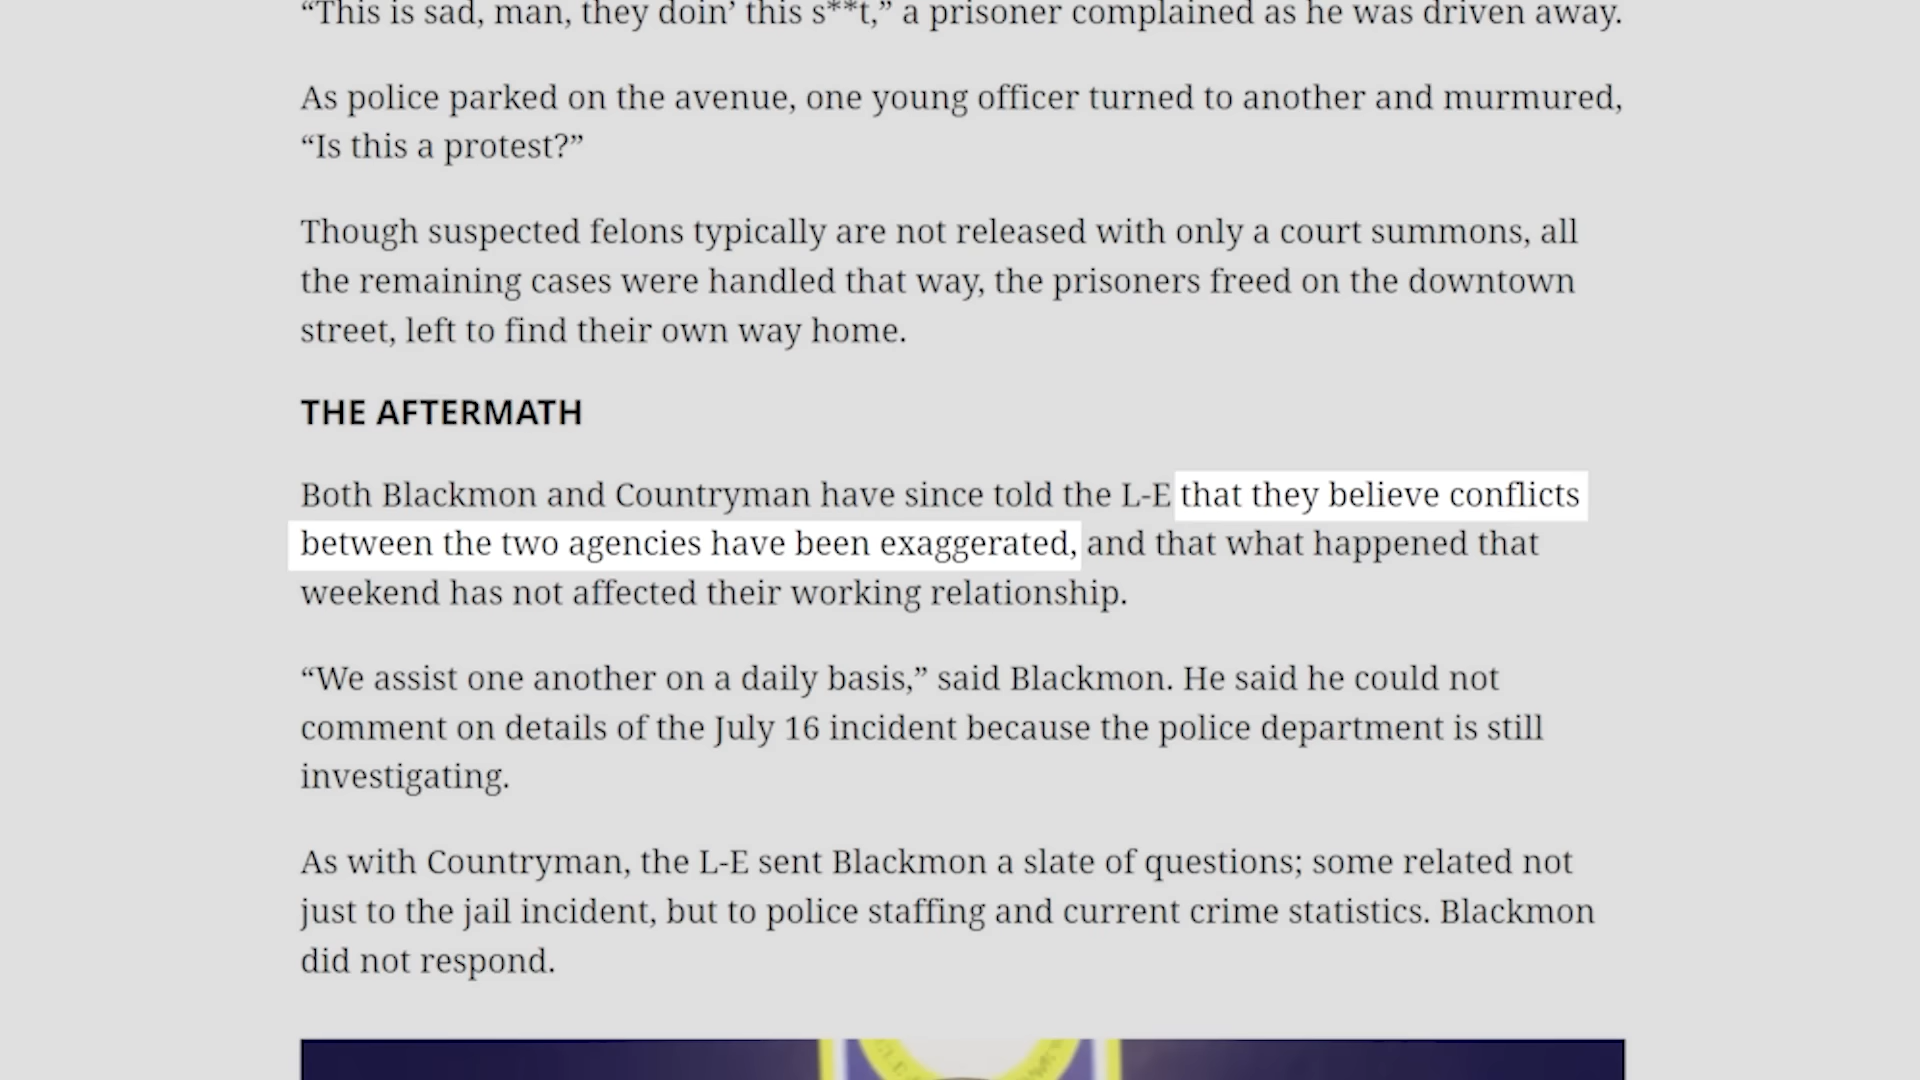 “This is sad, man, they doin’ this s**t,” a prisoner complained as he was driven away.
As police parked on the avenue, one young officer turned to another and murmured,
“Is this a protest?”
Though suspected felons typically are not released with only a court summons, all
the remaining cases were handled that way, the prisoners freed on the downtown
street, left to find their own way home.
THE AFTERMATH
Both Blackmon and Countryman have since told the L-E that they believe conflicts
between the two agencies have been exaggerated, and that what happened that
weekend has not affected their working relationship.
“We assist one another on a daily basis,” said Blackmon. He said he could not
comment on details of the July 16 incident because the police department is still
investigating.
As with Countryman, the L-E sent Blackmon a slate of questions; some related not
just to the jail incident, but to police staffing and current crime statistics. Blackmon
did not respond.